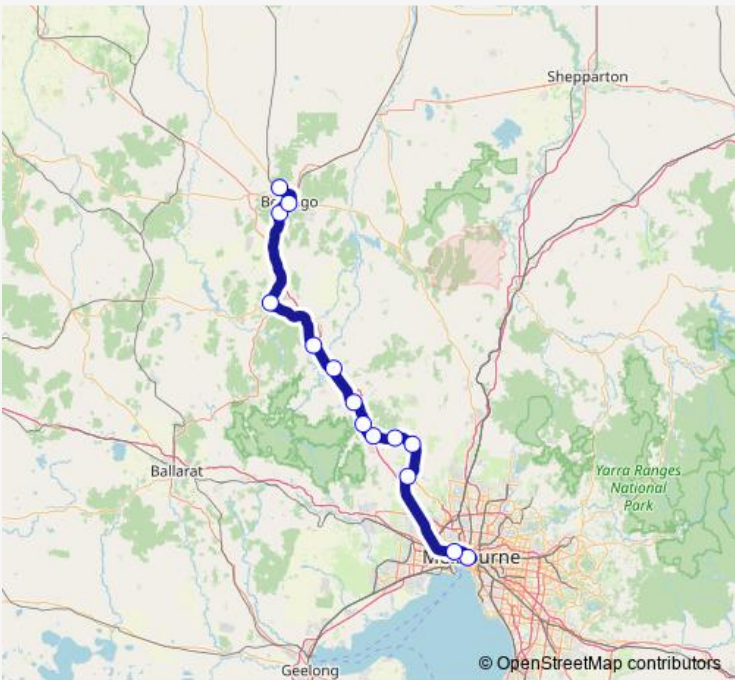 Shepparton
Ballarat
Yarra Ranges
National
Park
Geelong
© OpenStreetMap contributors